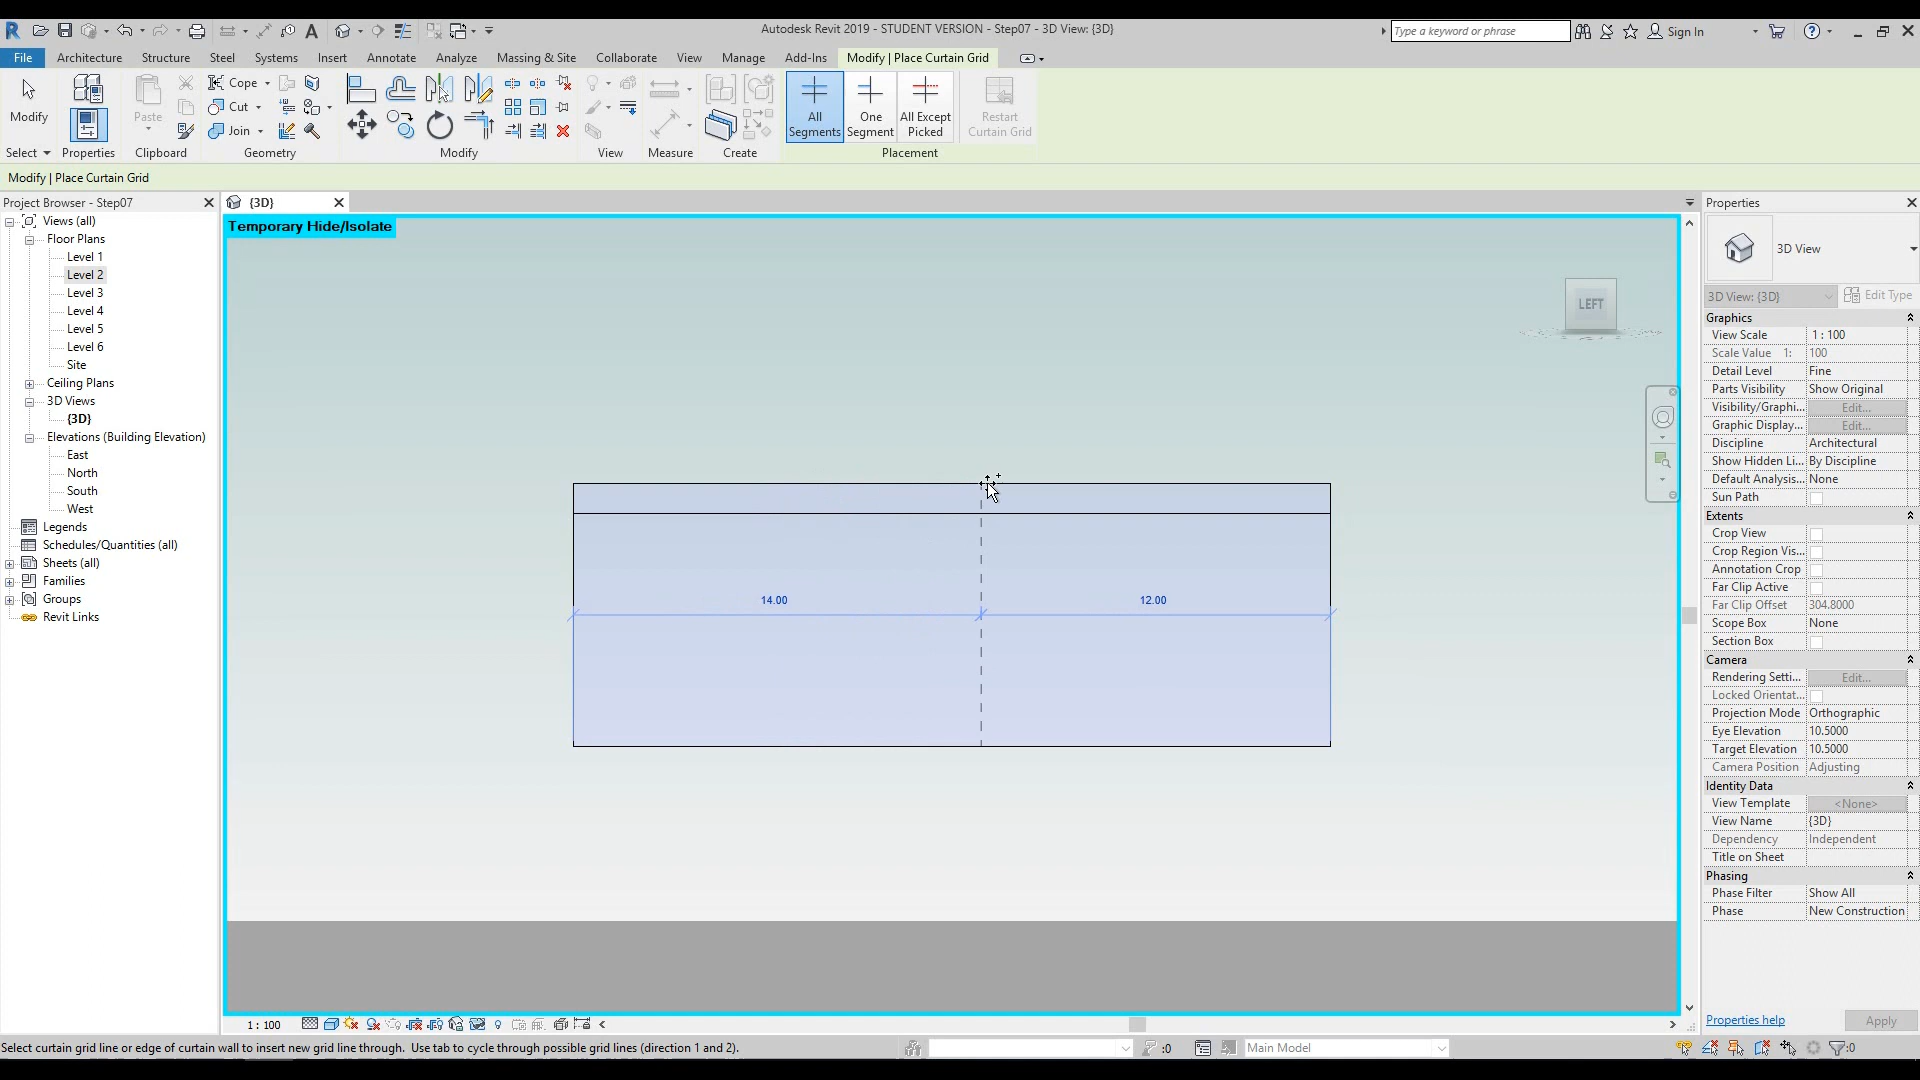 Autodesk Revit 2019 - STUDENT VERSION - Step07 - 3D View: {3D}
Type a keyword or phrase
Sign In
File Architecture Structure Steel Systems Insert Annotate Analyze Massing & Site Collaborate View Manage Add-Ins Modify | Place Curtain Grid
Modify
Paste
Cope
Cut
Join
All Segments
One Segment
All Except Picked
Restart Curtain Grid
Select Properties Clipboard Geometry Modify View Measure Create Placement
Modify | Place Curtain Grid
Project Browser - Step07
Views (all)
Floor Plans
Level 1
Level 2
Level 3
Level 4
Level 5
Level 6
Site
Ceiling Plans
3D Views
{3D}
Elevations (Building Elevation)
East
North
South
West
Legends
Schedules/Quantities (all)
Sheets (all)
Families
Groups
Revit Links
{3D}
Temporary Hide/Isolate
LEFT
14.00 12.00
1 : 100
Properties
3D View
3D View: {3D} Edit Type
Graphics
View Scale 1 : 100
Scale Value 1: 100
Detail Level Fine
Parts Visibility Show Original
Visibility/Graphi... Edit...
Graphic Display... Edit...
Discipline Architectural
Show Hidden Li... By Discipline
Default Analysis... None
Sun Path
Extents
Crop View
Crop Region Vis...
Annotation Crop
Far Clip Active
Far Clip Offset 304.8000
Scope Box None
Section Box
Camera
Rendering Setti... Edit...
Locked Orientat...
Projection Mode Orthographic
Eye Elevation 10.5000
Target Elevation 10.5000
Camera Position Adjusting
Identity Data
View Template <None>
View Name {3D}
Dependency Independent
Title on Sheet
Phasing
Phase Filter Show All
Phase New Construction
Properties help Apply
Select curtain grid line or edge of curtain wall to insert new grid line through. Use tab to cycle through possible grid lines (direction 1 and 2).
:0
Main Model
:0